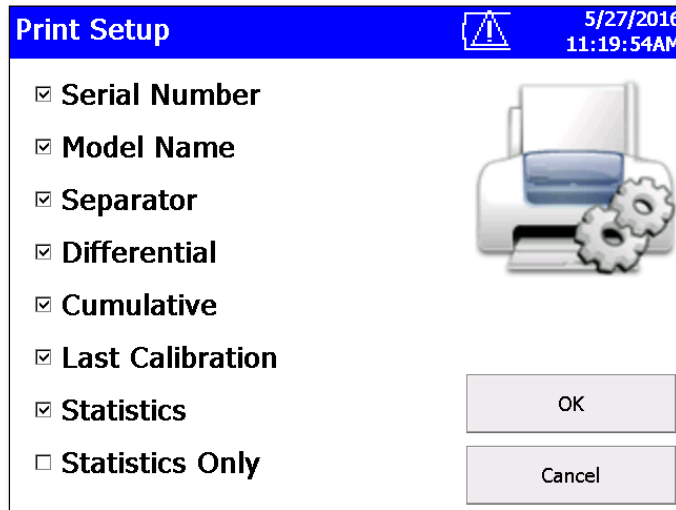 Print Setup
5/27/2016
11:19:54AM
Serial Number
Model Name
Separator
Differential
Cumulative
Last Calibration
Statistics
Statistics Only
OK
Cancel